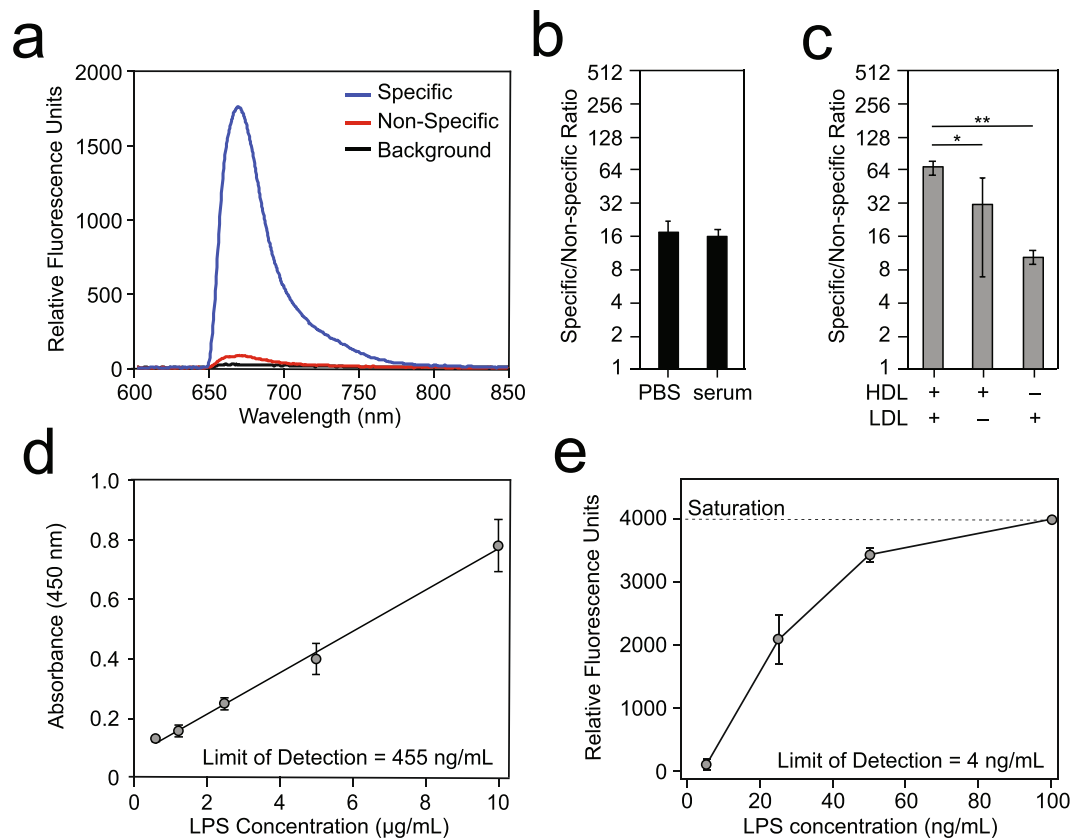 a
Relative Fluorescence Units
2000
1500
1000
500
0
Specific
Non-Specific
Background
600 650 700 750 800 850
Wavelength (nm)
b
Specific/Non-specific Ratio
512
256
128
64
32
16
8
4
2
1
PBS serum
c
Specific/Non-specific Ratio
512
256
128
64
32
16
8
4
2
1
**
*
HDL + + –
LDL + – +
d
Absorbance (450 nm)
1.0
0.8
0.6
0.4
0.2
0
Limit of Detection = 455 ng/mL
0 2 4 6 8 10
LPS Concentration (μg/mL)
e
Relative Fluorescence Units
Saturation
4000
3000
2000
1000
0
Limit of Detection = 4 ng/mL
0 20 40 60 80 100
LPS concentration (ng/mL)